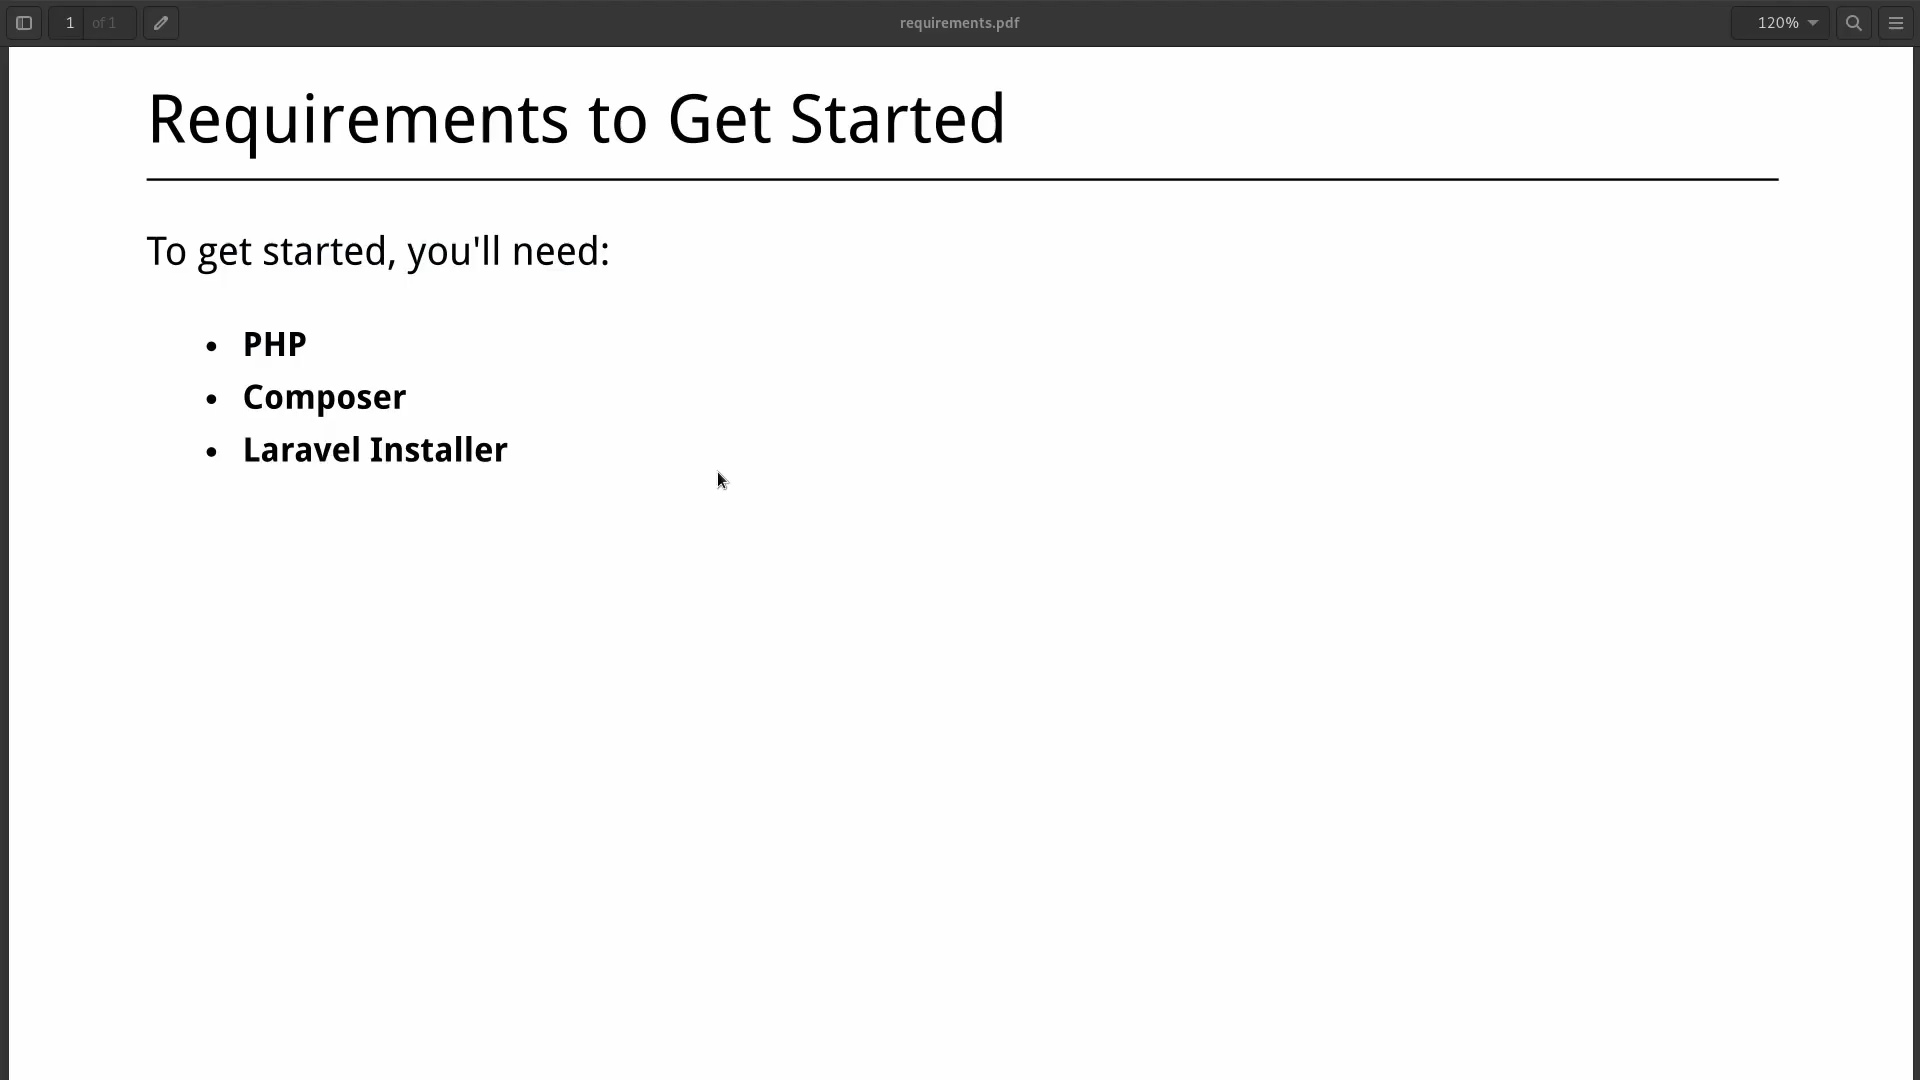 1 of 1
requirements.pdf
120%
Requirements to Get Started
To get started, you'll need:
• PHP
• Composer
• Laravel Installer